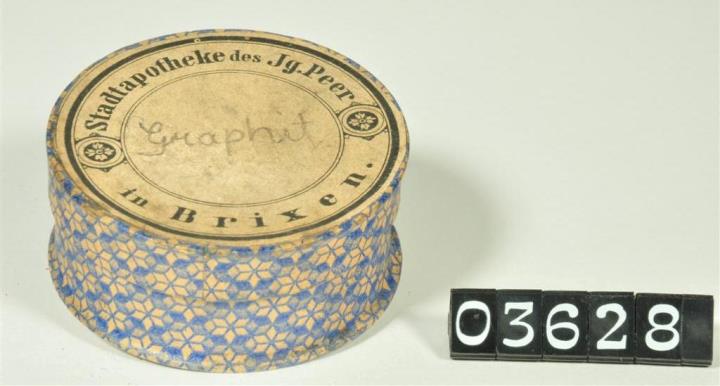 Stadtapotheke des Jg. Peer
Graphit
in Brixen.
03628